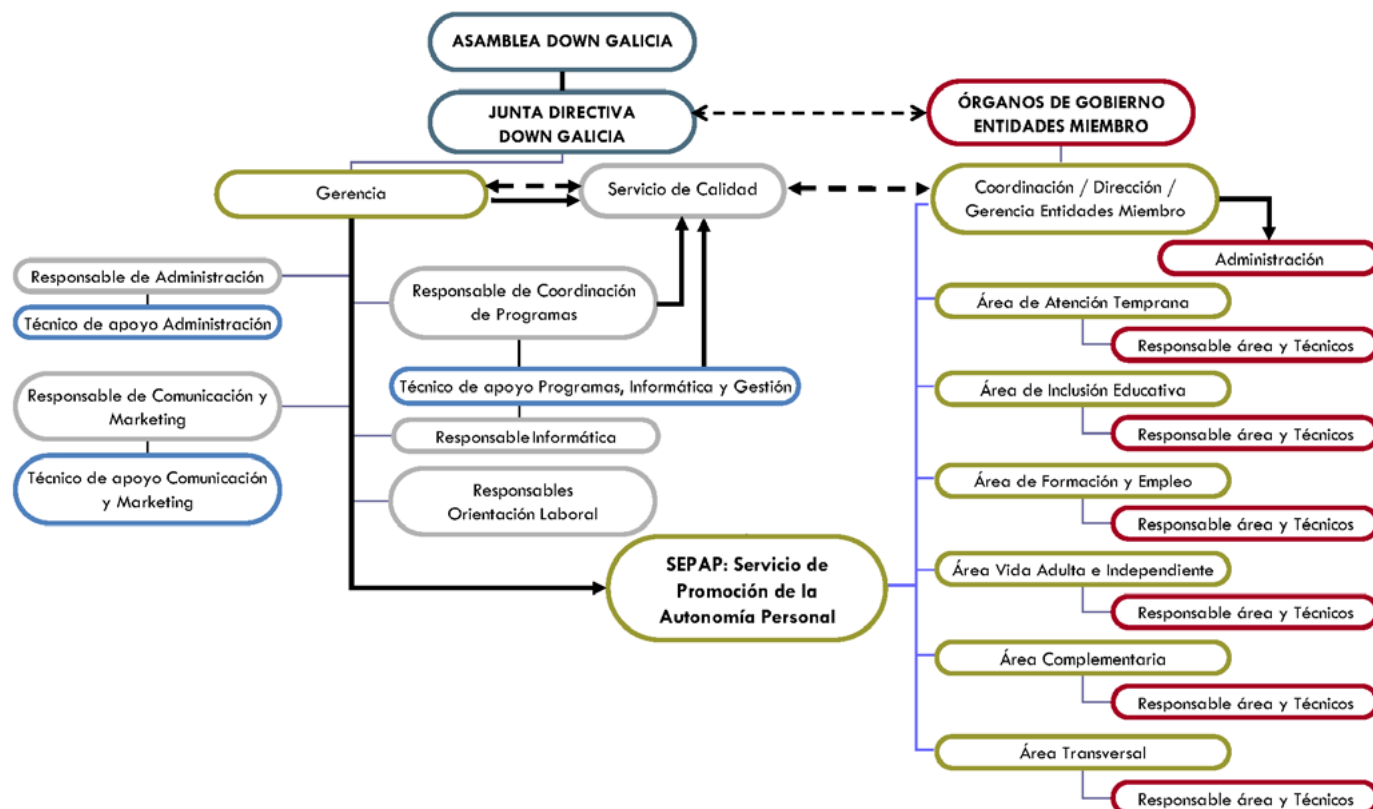 ASAMBLEA DOWN GALICIA
JUNTA DIRECTIVA
DOWN GALICIA
ÓRGANOS DE GOBIERNO
ENTIDADES MIEMBRO
Gerencia
Servicio de Calidad
Coordinación / Dirección /
Gerencia Entidades Miembro
Administración
Responsable de Administración
Técnico de apoyo Administración
Responsable de Comunicación y
Marketing
Técnico de apoyo Comunicación
y Marketing
Responsable de Coordinación
de Programas
Técnico de apoyo Programas, Informática y Gestión
Responsable Informática
Responsables
Orientación Laboral
SEPAP: Servicio de
Promoción de la
Autonomía Personal
Área de Atención Temprana
Responsable área y Técnicos
Área de Inclusión Educativa
Responsable área y Técnicos
Área de Formación y Empleo
Responsable área y Técnicos
Área Vida Adulta e Independiente
Responsable área y Técnicos
Área Complementaria
Responsable área y Técnicos
Área Transversal
Responsable área y Técnicos